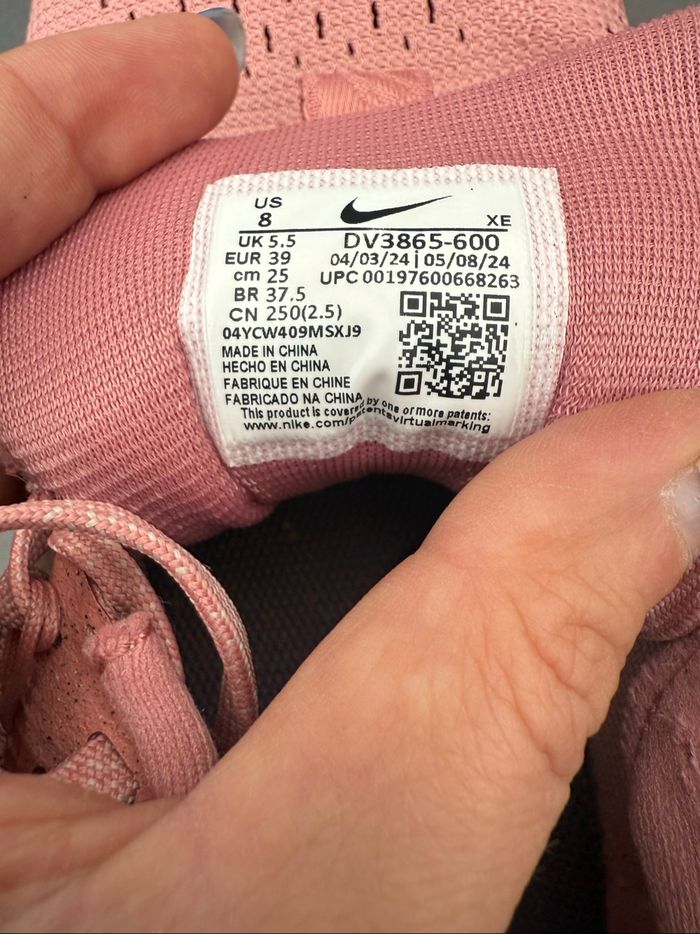 US
8
XE
UK 5.5
DV3865-600
EUR 39
04/03/24 | 05/08/24
cm 25
UPC 00197600668263
BR 37.5
CN 250(2.5)
04YCW409MSXJ9
MADE IN CHINA
HECHO EN CHINA
FABRIQUE EN CHINE
FABRICADO NA CHINA
This product is covered by one or more patents:
www.nike.com/patentsvirtualmarking